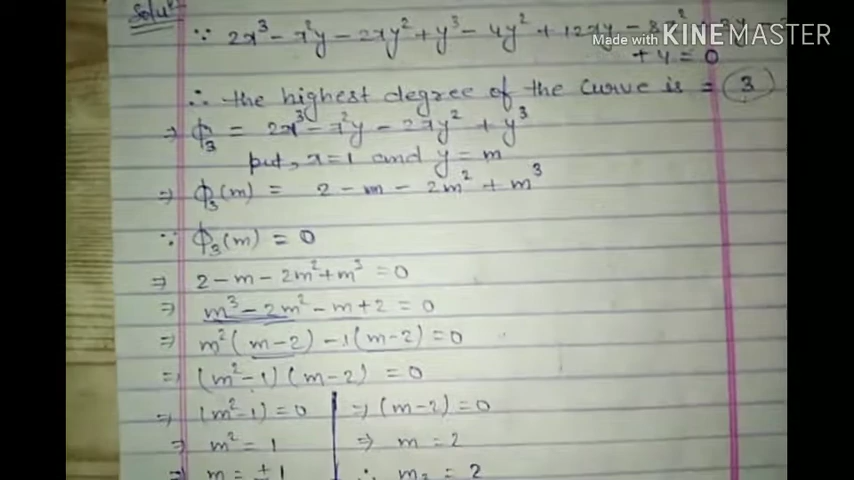 Soluⁿ
∵ 2x³ - x²y - 2xy² + y³ - 4y² + 12xy - 8x²
Made with KINEMASTER
+ 4 = 0
∴ the highest degree of the curve is = 3
⇒ ϕ₃ = 2x³ - x²y - 2xy² + y³
put, x = 1 and y = m
⇒ ϕ₃(m) = 2 - m - 2m² + m³
∵ ϕ₃(m) = 0
⇒ 2 - m - 2m² + m³ = 0
⇒ m³ - 2m² - m + 2 = 0
⇒ m²(m - 2) - 1(m - 2) = 0
⇒ (m² - 1)(m - 2) = 0
⇒ (m² - 1) = 0 ⇒ (m - 2) = 0
⇒ m² = 1 ⇒ m = 2
⇒ m = ± 1 ∴ m₃ = 2